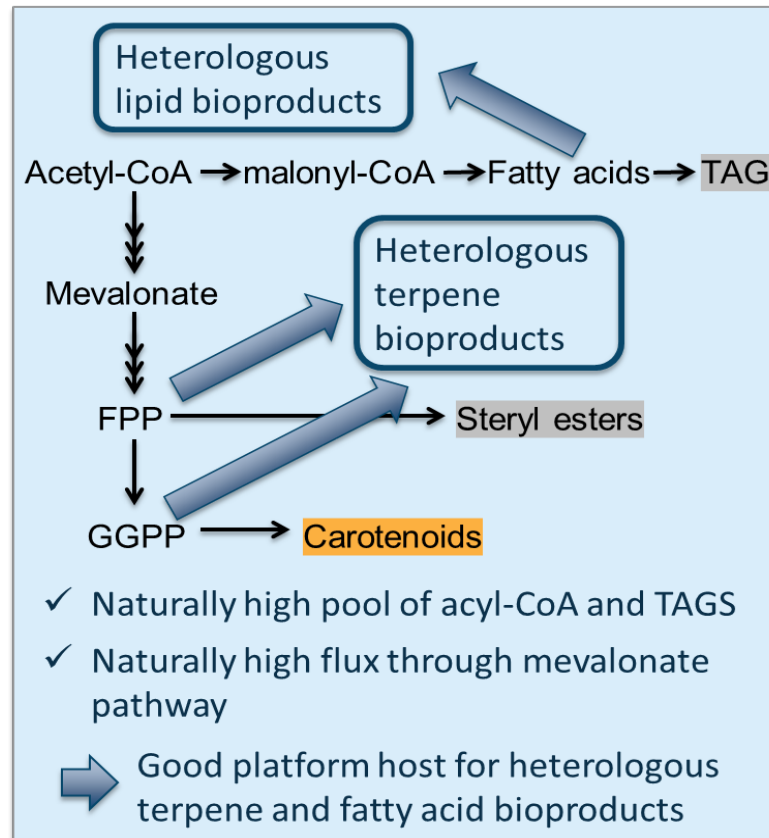 Heterologous
lipid bioproducts
Acetyl-CoA malonyl-CoA Fatty acids TAG
Heterologous
terpene
bioproducts
Mevalonate
FPP Steryl esters
GGPP Carotenoids
✓ Naturally high pool of acyl-CoA and TAGS
✓ Naturally high flux through mevalonate
pathway
Good platform host for heterologous
terpene and fatty acid bioproducts